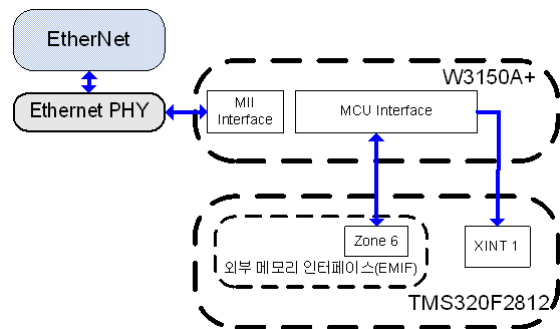 EtherNet
W3150A+
Ethernet PHY
MII
Interface
MCU Interface
Zone 6
XINT 1
외부 메모리 인터페이스(EMIF)
TMS320F2812